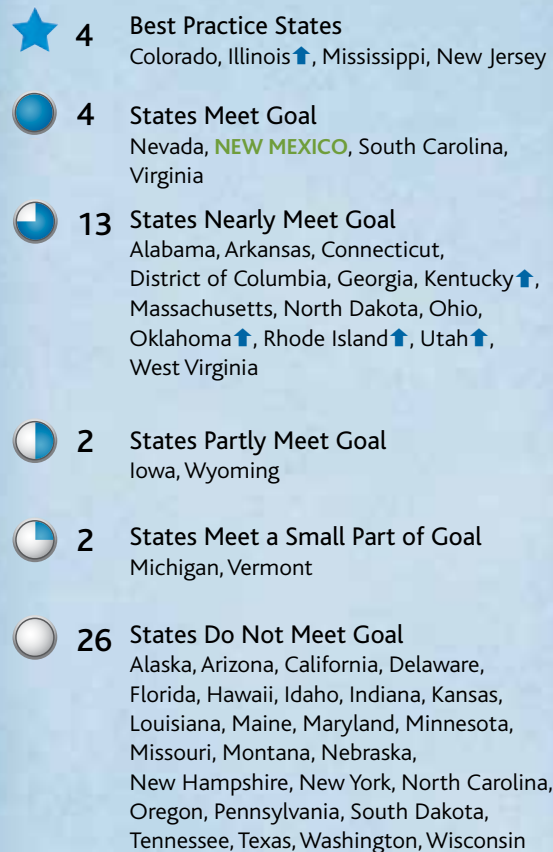 4 Best Practice States
Colorado, Illinois⬆, Mississippi, New Jersey
4 States Meet Goal
Nevada, NEW MEXICO, South Carolina,
Virginia
13 States Nearly Meet Goal
Alabama, Arkansas, Connecticut,
District of Columbia, Georgia, Kentucky⬆,
Massachusetts, North Dakota, Ohio,
Oklahoma⬆, Rhode Island⬆, Utah⬆,
West Virginia
2 States Partly Meet Goal
Iowa, Wyoming
2 States Meet a Small Part of Goal
Michigan, Vermont
26 States Do Not Meet Goal
Alaska, Arizona, California, Delaware,
Florida, Hawaii, Idaho, Indiana, Kansas,
Louisiana, Maine, Maryland, Minnesota,
Missouri, Montana, Nebraska,
New Hampshire, New York, North Carolina,
Oregon, Pennsylvania, South Dakota,
Tennessee, Texas, Washington, Wisconsin